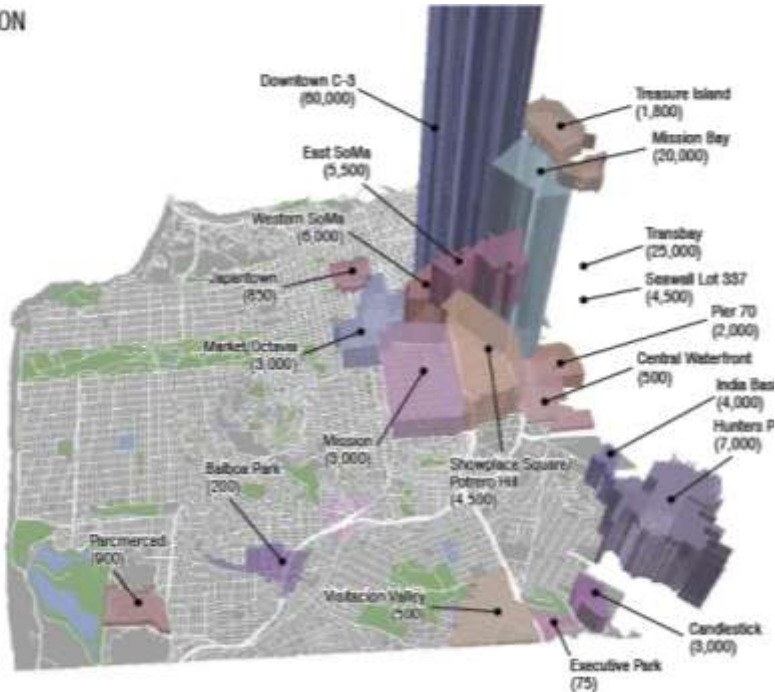 ON
Downtown C-3
(60,000)
Treasure Island
(1,800)
Mission Bay
(20,000)
East SoMa
(5,500)
Western SoMa
(6,000)
Transbay
(25,000)
Japantown
(850)
Seawall Lot 337
(4,500)
Pier 70
(2,000)
Market/Octavia
(3,000)
Central Waterfront
(500)
India Bas
(4,000)
Hunters P
(7,000)
Mission
Showplace Square/
Potrero Hill
(4,500)
Balboa Park
(200)
Parcmerced
(900)
Visitacion Valley
(500)
Candlestick
(3,000)
Executive Park
(75)